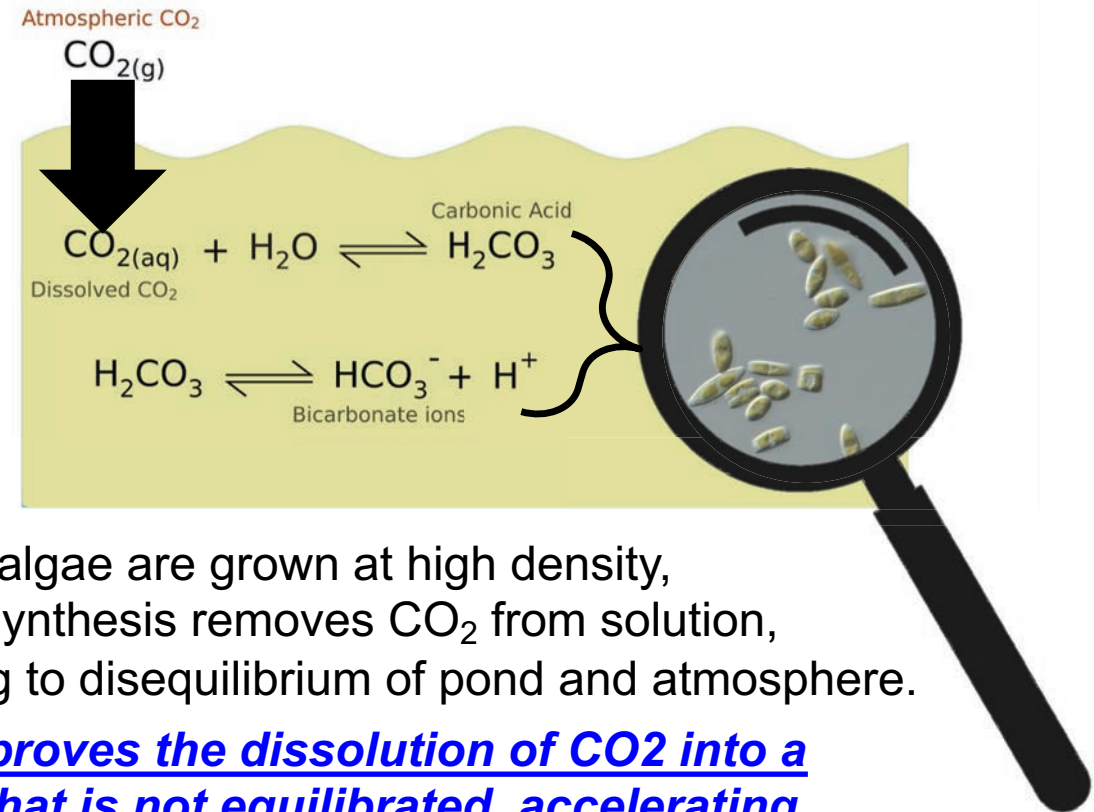 Atmospheric CO₂
CO₂(g)
CO₂(aq) + H₂O ⇌ H₂CO₃
Carbonic Acid
Dissolved CO₂
H₂CO₃ ⇌ HCO₃⁻ + H⁺
Bicarbonate ions
algae are grown at high density,
ynthesis removes CO₂ from solution,
g to disequilibrium of pond and atmosphere.
proves the dissolution of CO2 into a
hat is not equilibrated, accelerating